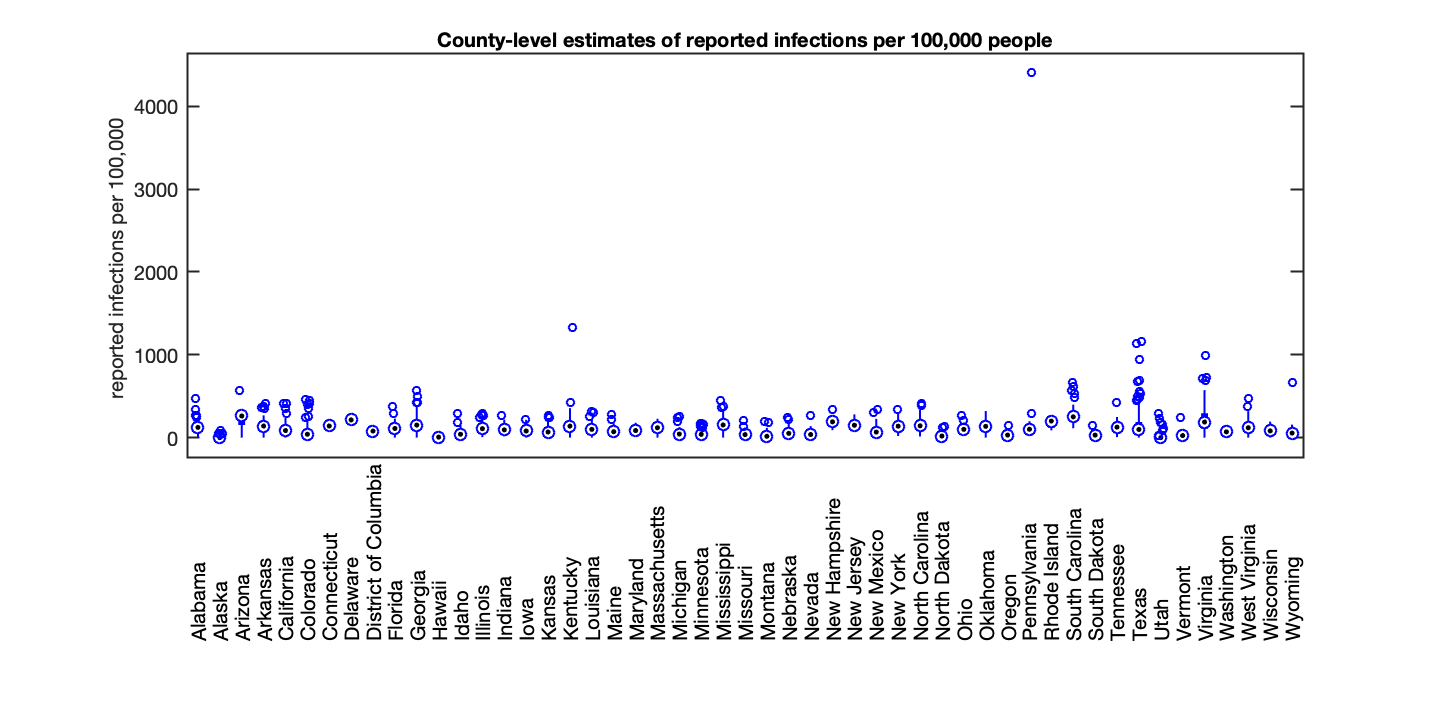 County-level estimates of reported infections per 100,000 people
reported infections per 100,000
4000
3000
2000
1000
0
Alabama
Alaska
Arizona
Arkansas
California
Colorado
Connecticut
Delaware
District of Columbia
Florida
Georgia
Hawaii
Idaho
Illinois
Indiana
Iowa
Kansas
Kentucky
Louisiana
Maine
Maryland
Massachusetts
Michigan
Minnesota
Mississippi
Missouri
Montana
Nebraska
Nevada
New Hampshire
New Jersey
New Mexico
New York
North Carolina
North Dakota
Ohio
Oklahoma
Oregon
Pennsylvania
Rhode Island
South Carolina
South Dakota
Tennessee
Texas
Utah
Vermont
Virginia
Washington
West Virginia
Wisconsin
Wyoming